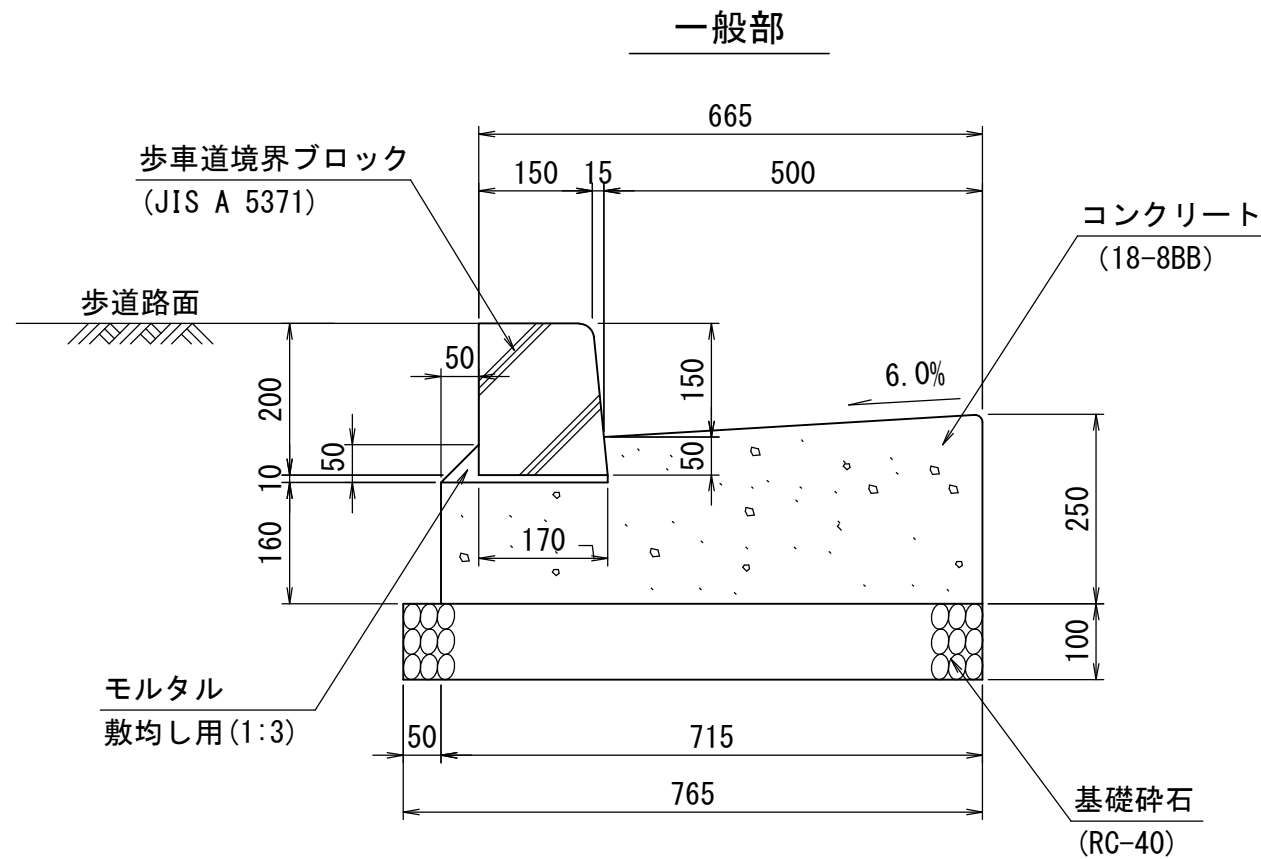 一般部
665
歩車道境界ブロック
(JIS A 5371)
150
15
500
コンクリート
(18-8BB)
歩道路面
50
200
150
6.0%
50
50
10
250
160
170
100
モルタル
敷均し用(1:3)
50
715
765
基礎砕石
(RC-40)